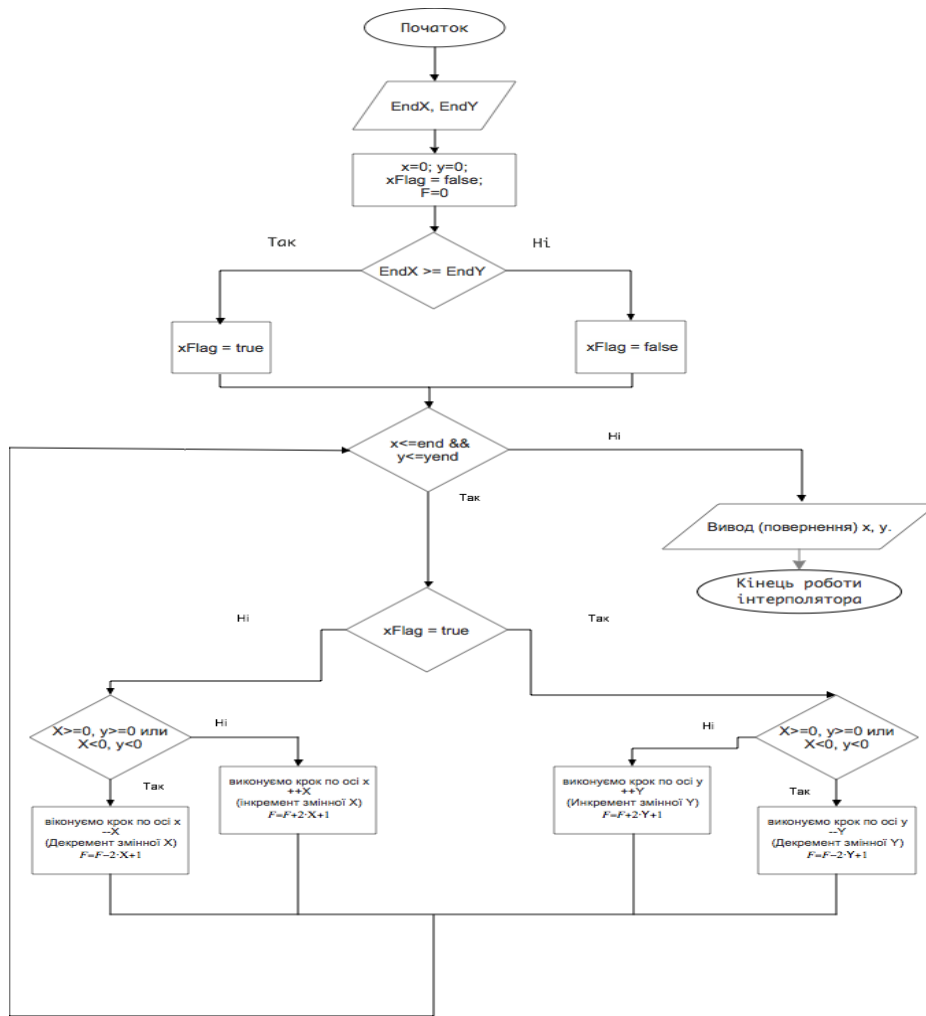 Початок
EndX, EndY
x=0; y=0;
xFlag = false;
F=0
Так
Ні
EndX >= EndY
xFlag = true
xFlag = false
x<=end &&
y<=yend
Ні
Так
Вивод (повернення) x, y.
Кінець роботи
інтерполятора
Ні
xFlag = true
Так
X>=0, y>=0 или
X<0, y<0
Ні
Так
віконуємо крок по осі x
--X
(Декремент змінної X)
F=F−2·X+1
виконуємо крок по осі x
++X
(інкремент змінної X)
F=F+2·X+1
X>=0, y>=0 или
X<0, y<0
Ні
Так
виконуємо крок по осі y
++Y
(Инкремент змінної Y)
F=F+2·Y+1
виконуємо крок по осі y
--Y
(Декремент змінної Y)
F=F−2·Y+1